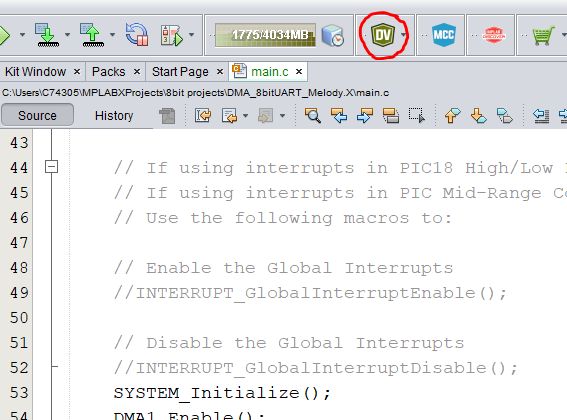 1775/4034MB DV MCC MPLAB DISCOVER
Kit Window Packs Start Page main.c
C:\Users\C74305\MPLABXProjects\8bit projects\DMA_8bitUART_Melody.X\main.c
Source History
43
44 // If using interrupts in PIC18 High/Low
45 // If using interrupts in PIC Mid-Range Co
46 // Use the following macros to:
47
48 // Enable the Global Interrupts
49 //INTERRUPT_GlobalInterruptEnable();
50
51 // Disable the Global Interrupts
52 //INTERRUPT_GlobalInterruptDisable();
53 SYSTEM_Initialize();
54 DMA1_Enable();